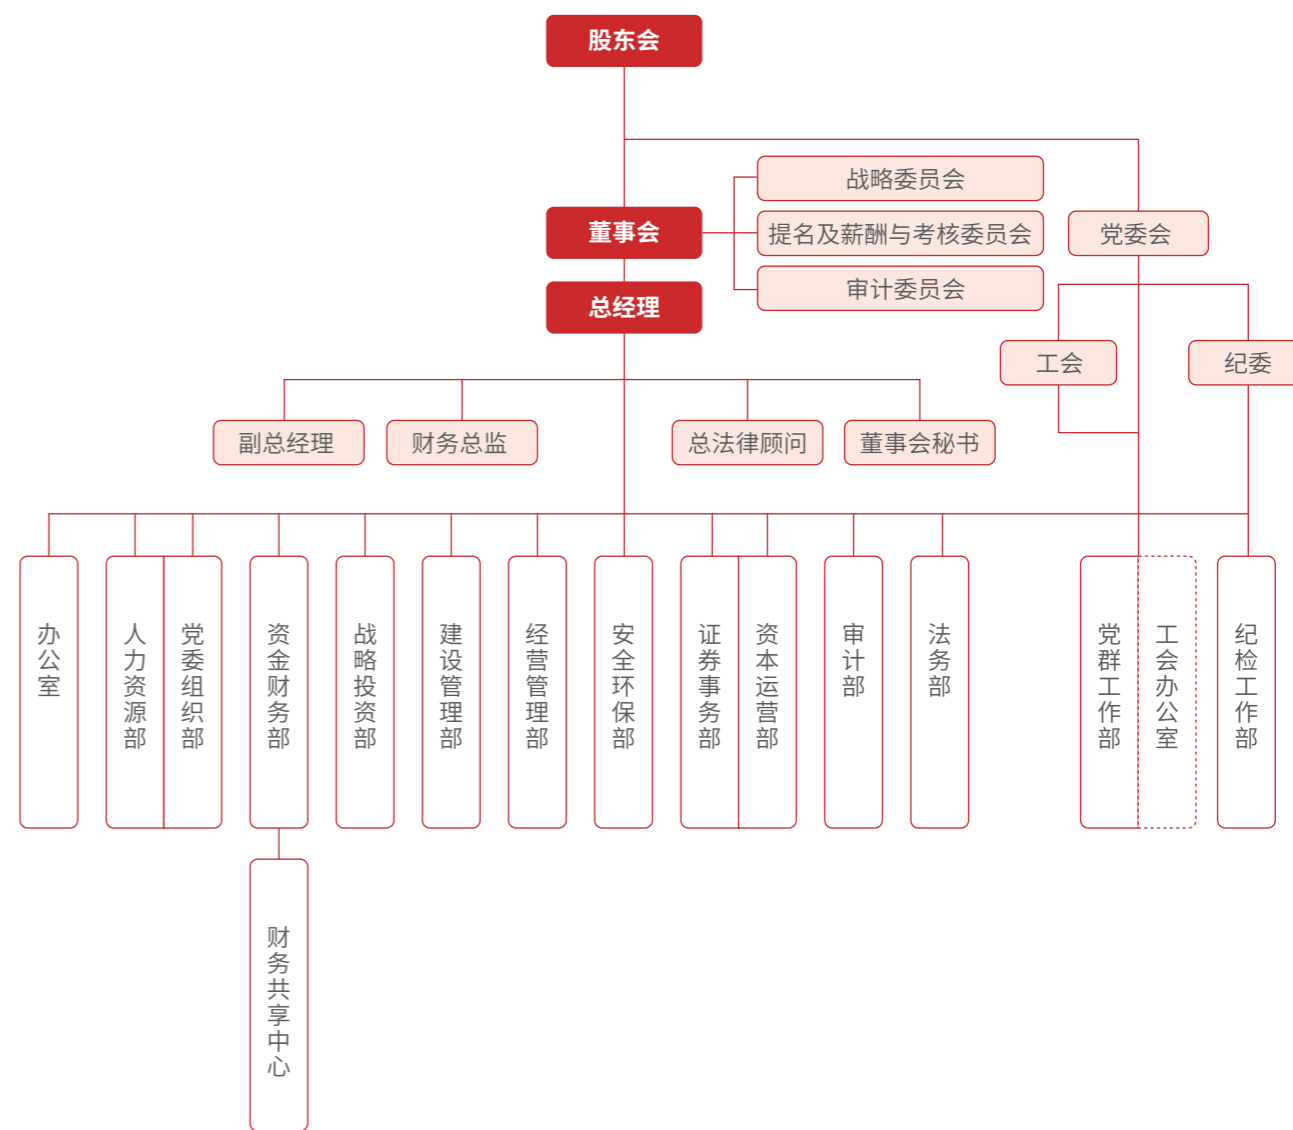 股东会
战略委员会
董事会
提名及薪酬与考核委员会
党委会
审计委员会
总经理
工会
纪委
副总经理
财务总监
总法律顾问
董事会秘书
办公室
人力资源部
党委组织部
资金财务部
战略投资部
建设管理部
经营管理部
安全环保部
证券事务部
资本运营部
审计部
法务部
党群工作部
工会办公室
纪检工作部
财务共享中心